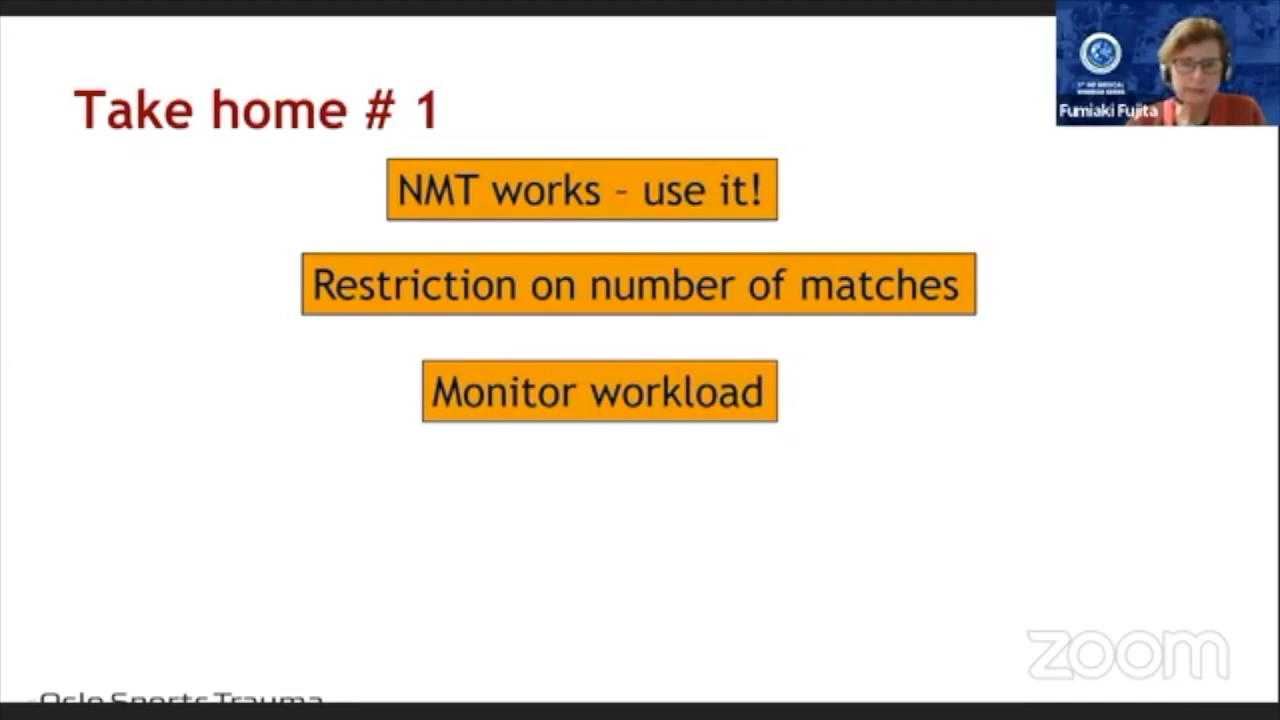 Take home # 1
Fumiaki Fujita
NMT works - use it!
Restriction on number of matches
Monitor workload
zoom
Oslo Sports Trauma